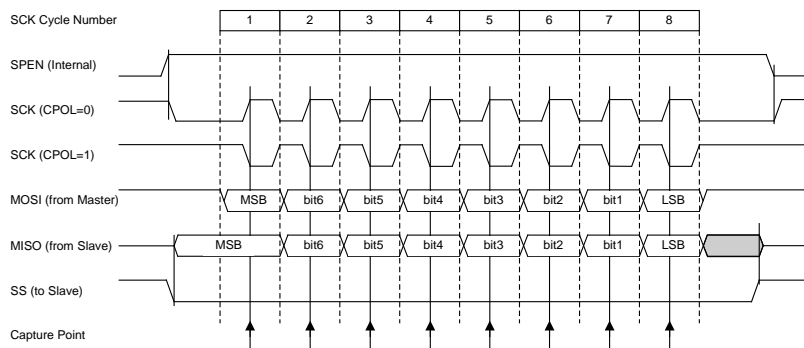 SCK Cycle Number 1 2 3 4 5 6 7 8
SPEN (Internal)
SCK (CPOL=0)
SCK (CPOL=1)
MOSI (from Master) MSB bit6 bit5 bit4 bit3 bit2 bit1 LSB
MISO (from Slave) MSB bit6 bit5 bit4 bit3 bit2 bit1 LSB
SS (to Slave)
Capture Point